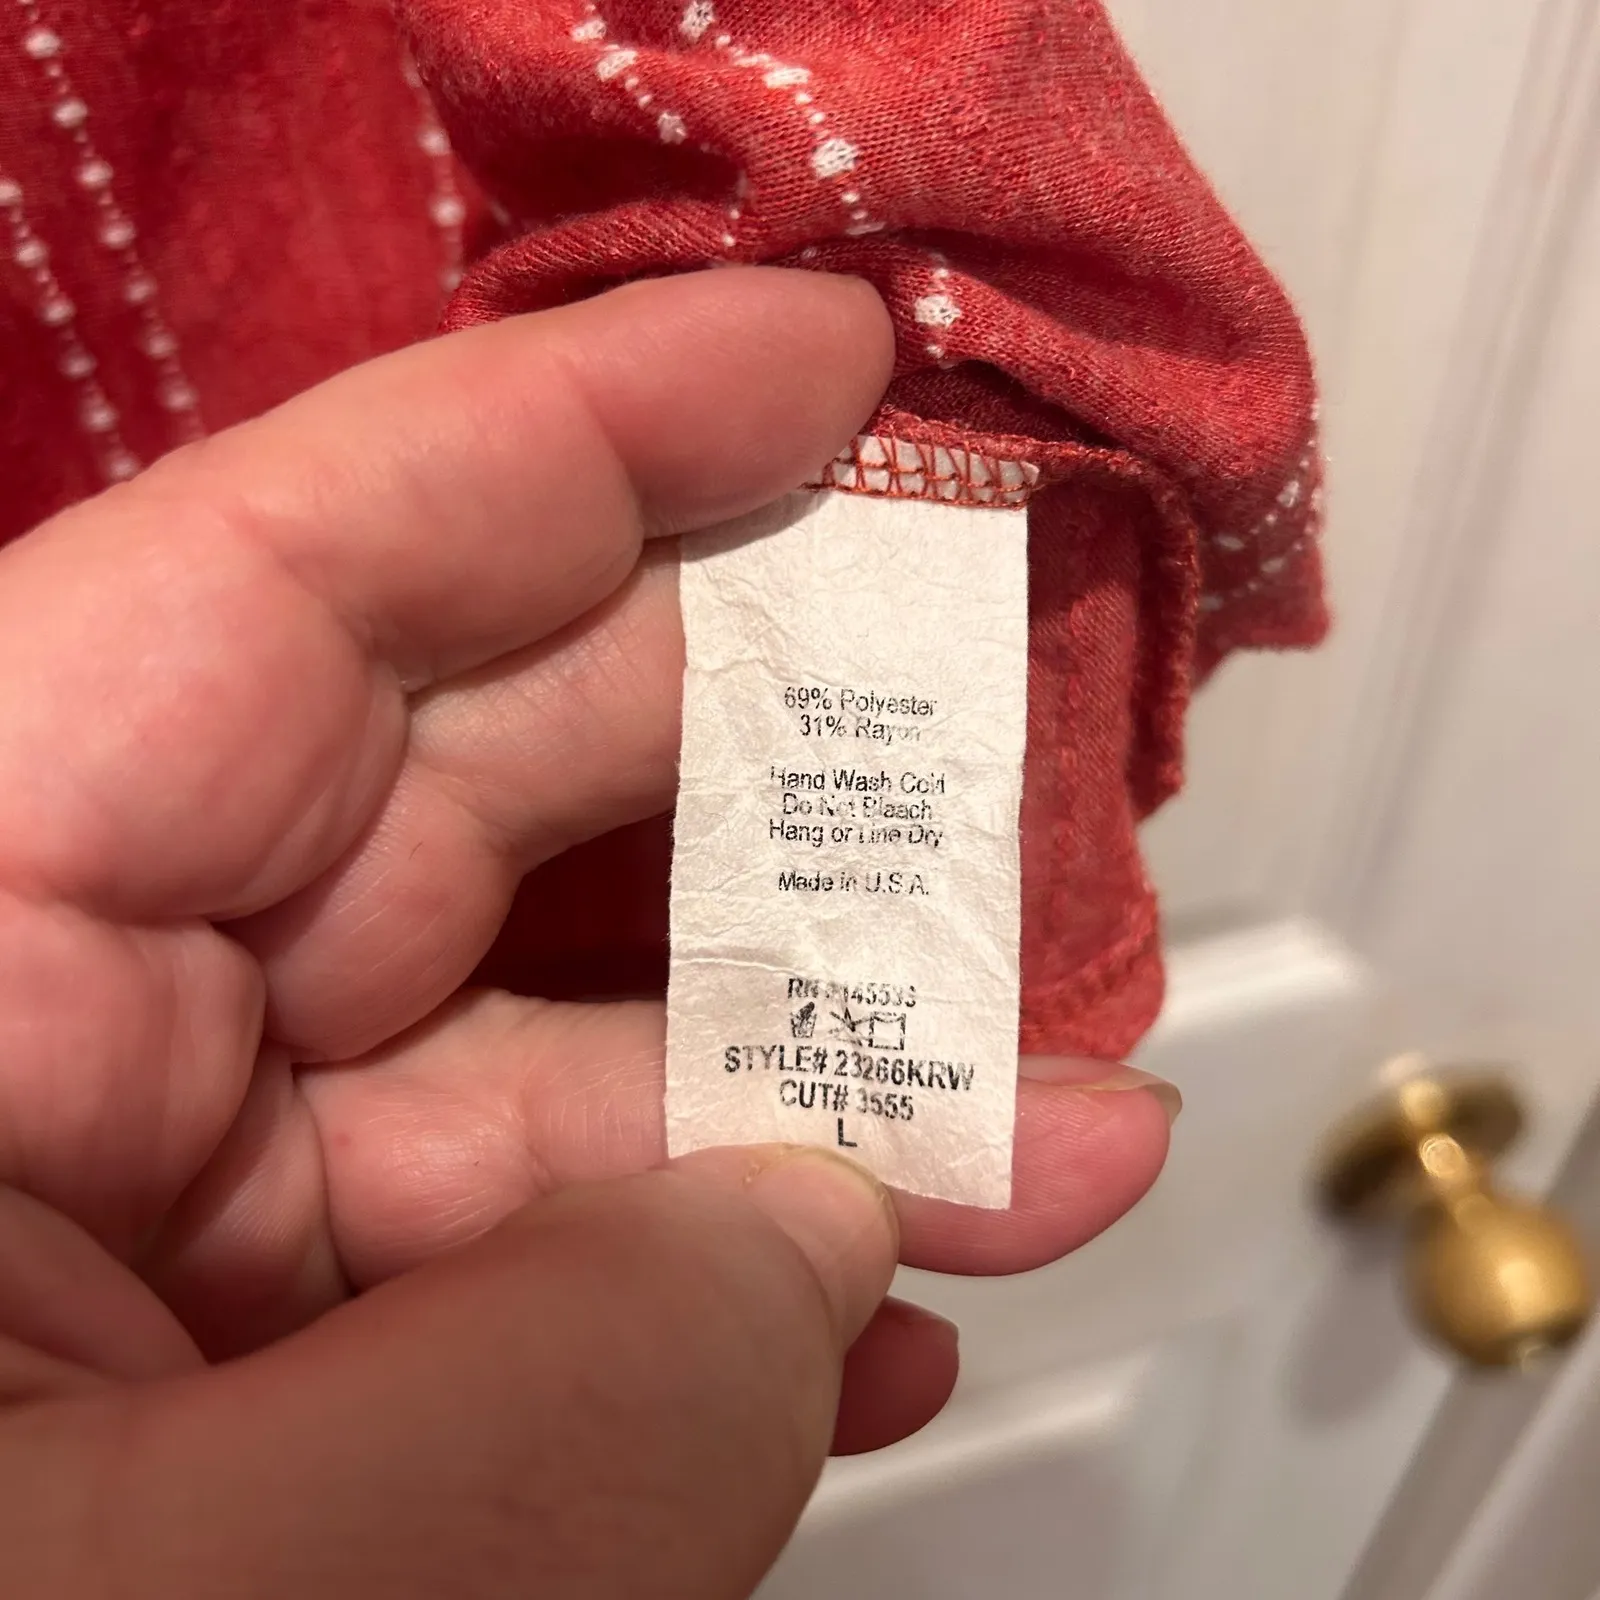 69% Polyester
31% Rayon
Hand Wash Cold
Do Not Bleach
Hang or Line Dry
Made in U.S.A.
RN #
STYLE# 23266KRW
CUT# 3555
L